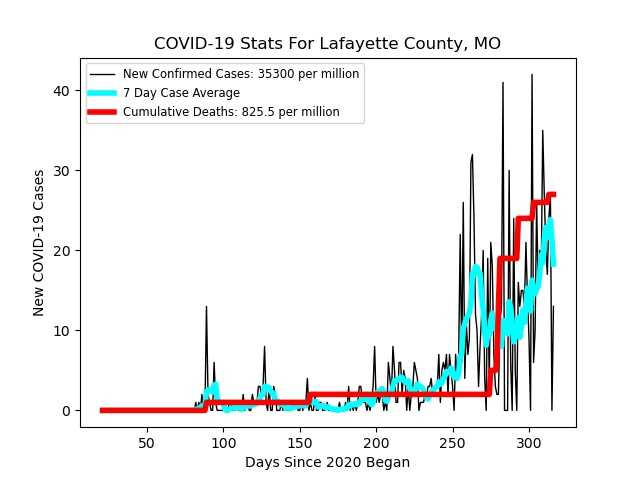 COVID-19 Stats For Lafayette County, MO
New Confirmed Cases: 35300 per million
7 Day Case Average
Cumulative Deaths: 825.5 per million
New COVID-19 Cases
40
30
20
10
0
50 100 150 200 250 300
Days Since 2020 Began